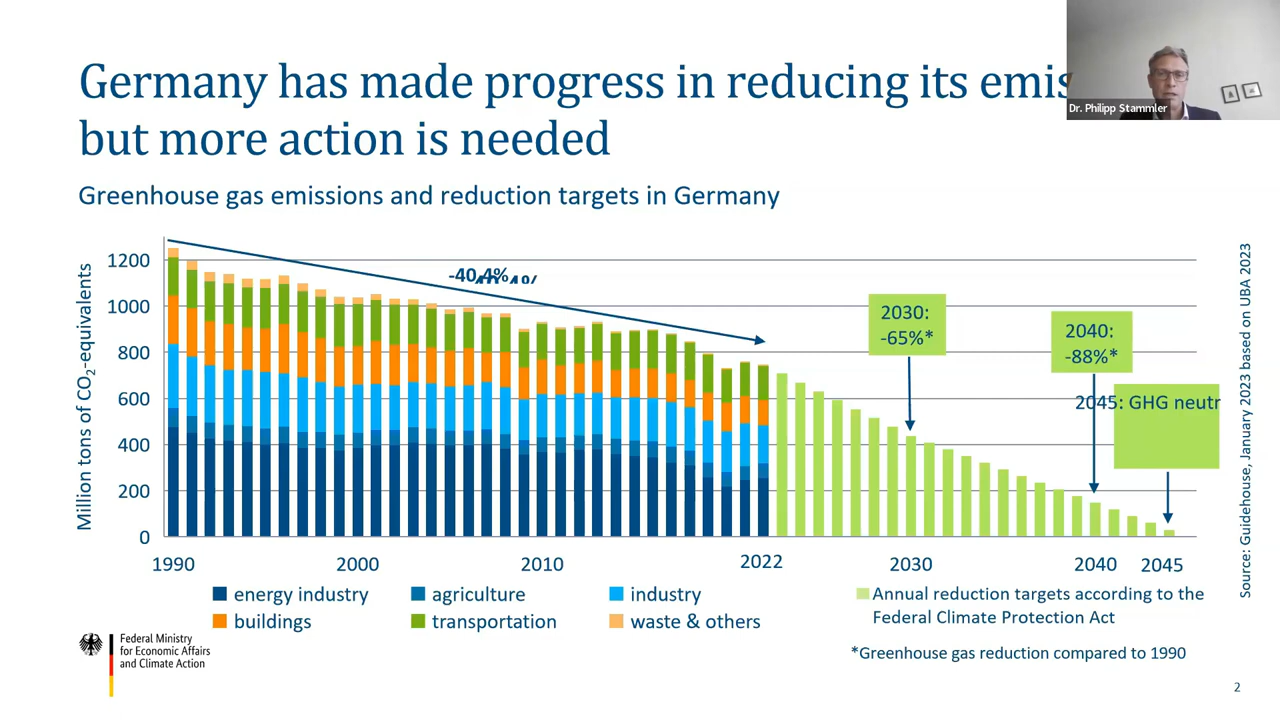 Germany has made progress in reducing its emis
but more action is needed
Dr. Philipp Stammler
Greenhouse gas emissions and reduction targets in Germany
Million tons of CO₂-equivalents
1200
1000
800
600
400
200
0
-40,4%
2030:
-65%*
2040:
-88%*
2045: GHG neutr
1990
2000
2010
2022
2030
2040
2045
energy industry
agriculture
industry
buildings
transportation
waste & others
Annual reduction targets according to the
Federal Climate Protection Act
*Greenhouse gas reduction compared to 1990
Source: Guidehouse, January 2023 based on UBA 2023
Federal Ministry
for Economic Affairs
and Climate Action
2